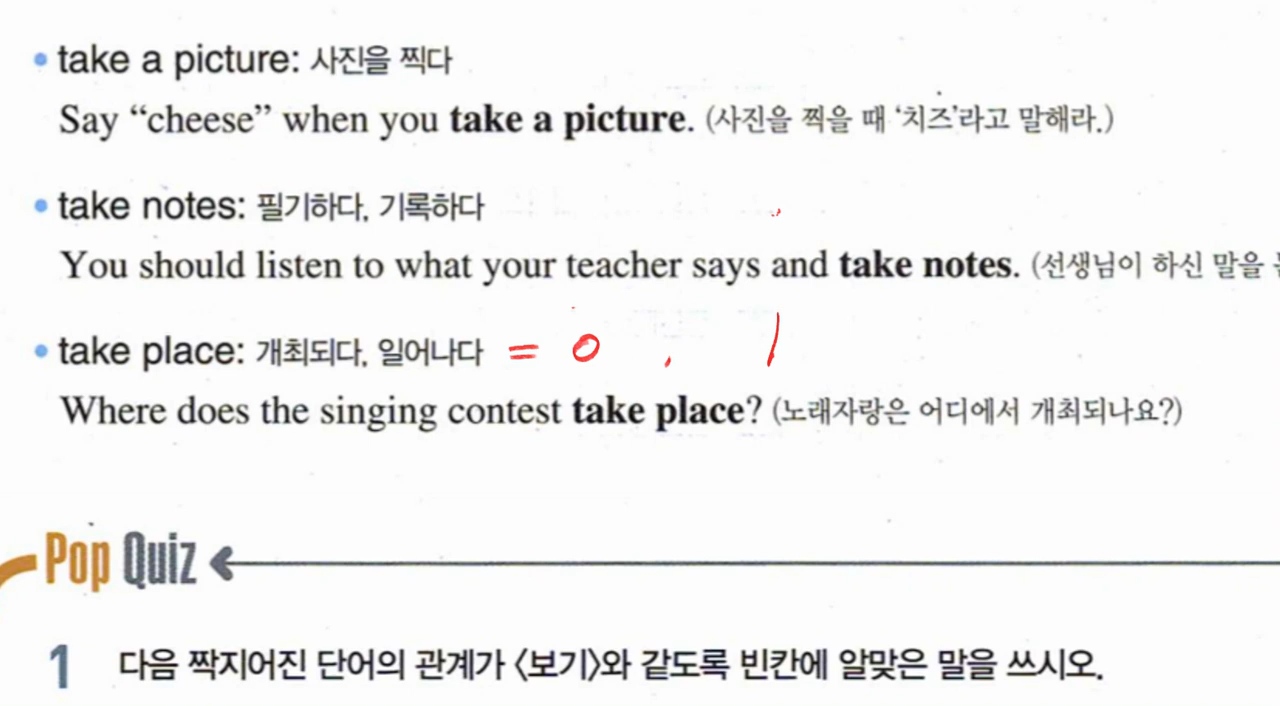 • take a picture: 사진을 찍다
Say “cheese” when you take a picture. (사진을 찍을 때 ‘치즈’라고 말해라.)
• take notes: 필기하다, 기록하다
You should listen to what your teacher says and take notes. (선생님이 하신 말을
• take place: 개최되다, 일어나다 = o
Where does the singing contest take place? (노래자랑은 어디에서 개최되나요?)
Pop Quiz
1 다음 짝지어진 단어의 관계가 〈보기〉와 같도록 빈칸에 알맞은 말을 쓰시오.